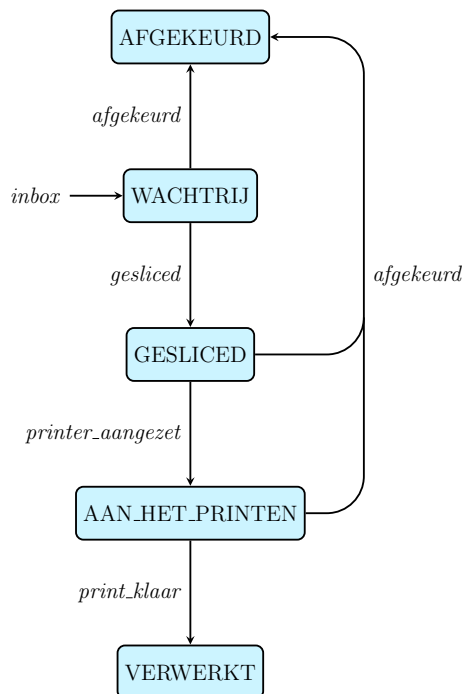 AFGEKEURD
afgekeurd
inbox
WACHTRIJ
gesliced
afgekeurd
GESLICED
printer_aangezet
AAN_HET_PRINTEN
print_klaar
VERWERKT